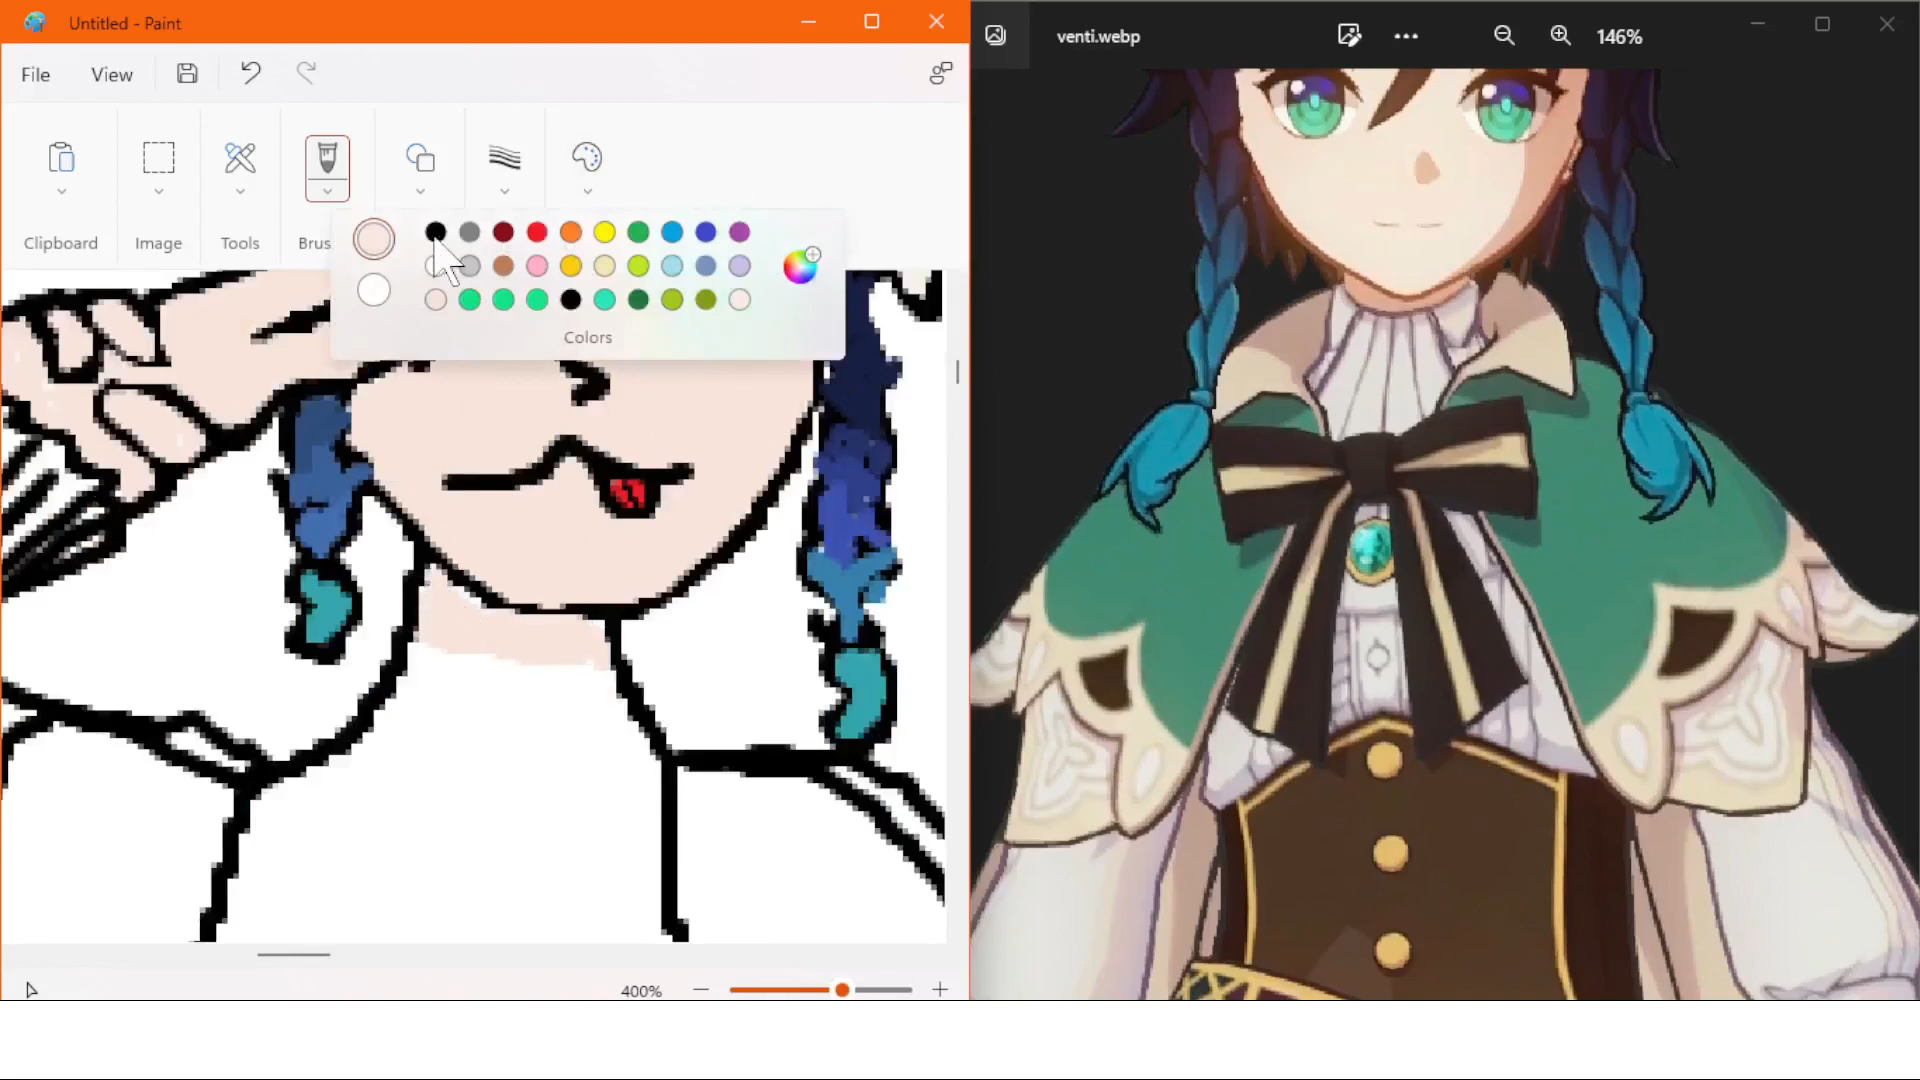 Untitled - Paint
File
View
Clipboard
Image
Tools
Brus
Colors
400%
venti.webp
146%